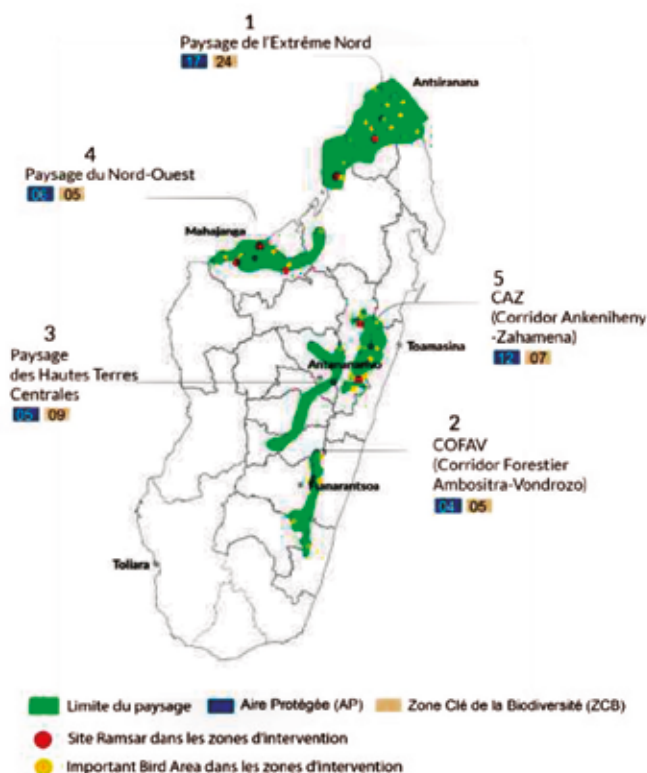 1
Paysage de l'Extrême Nord
17 24
Antsiranana
4
Paysage du Nord-Ouest
06 05
Mahajanga
5
CAZ
(Corridor Ankeniheny
-Zahamena)
12 07
Toamasina
3
Paysage
des Hautes Terres
Centrales
05 09
Antananarivo
2
COFAV
(Corridor Forestier
Ambositra-Vondrozo)
04 05
Fianarantsoa
Toliara
Limite du paysage Aire Protégée (AP) Zone Clé de la Biodiversité (ZCB)
Site Ramsar dans les zones d'intervention
Important Bird Area dans les zones d'intervention